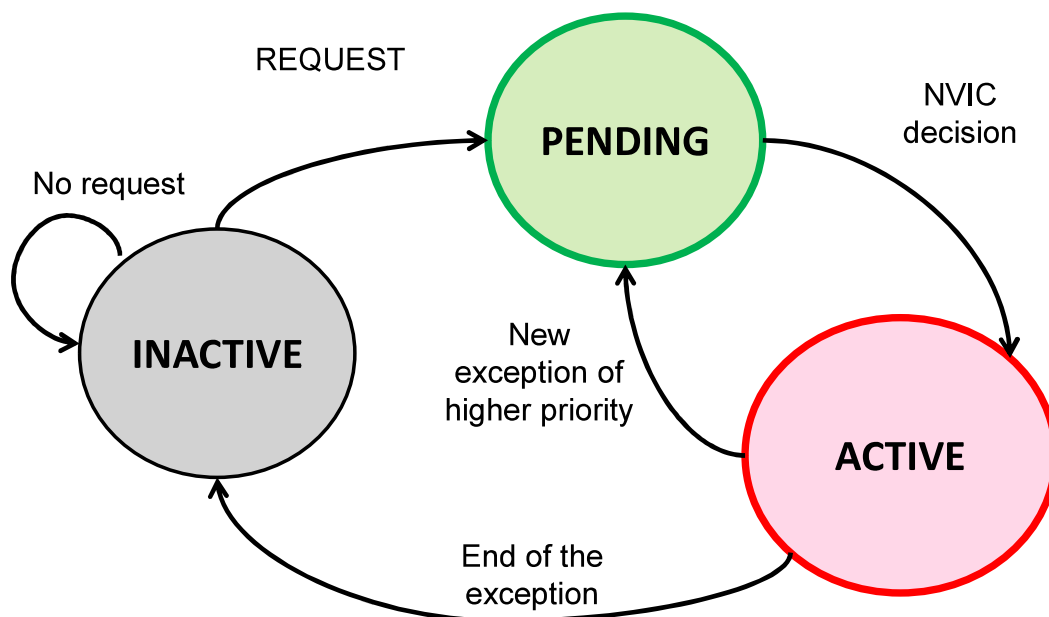 REQUEST
NVIC
decision
PENDING
No request
INACTIVE
New
exception of
higher priority
ACTIVE
End of the
exception